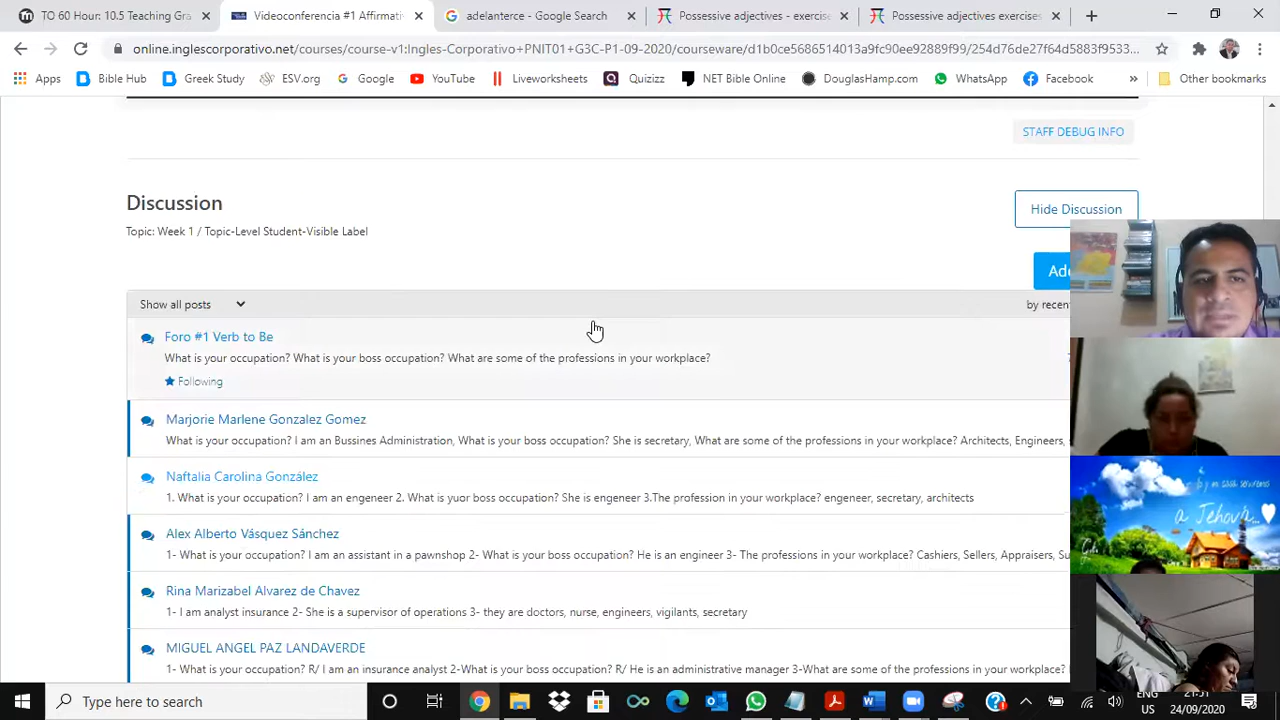 TO 60 Hour: 10.5 Teaching Gra
Videoconferencia #1 Affirmativ
adelanterce - Google Search
Possessive adjectives - exercise
Possessive adjectives exercises
online.inglescorporativo.net/courses/course-v1:Ingles-Corporativo+PNIT01+G3C-P1-09-2020/courseware/d1b0ce5686514013a9fc90ee92889f99/254d76de27f64d5883f9533...
Apps
Bible Hub
Greek Study
ESV.org
Google
YouTube
Liveworksheets
Quizizz
NET Bible Online
DouglasHamp.com
WhatsApp
Facebook
»
Other bookmarks
STAFF DEBUG INFO
Discussion
Hide Discussion
Topic: Week 1 / Topic-Level Student-Visible Label
Show all posts
by recent
Foro #1 Verb to Be
What is your occupation? What is your boss occupation? What are some of the professions in your workplace?
Following
Marjorie Marlene Gonzalez Gomez
What is your occupation? I am an Bussines Administration, What is your boss occupation? She is secretary, What are some of the professions in your workplace? Architects, Engineers,
Naftalia Carolina González
1. What is your occupation? I am an engeneer 2. What is your boss occupation? She is engeneer 3.The profession in your workplace? engeneer, secretary, architects
Alex Alberto Vásquez Sánchez
1- What is your occupation? I am an assistant in a pawnshop 2- What is your boss occupation? He is an engineer 3- The professions in your workplace? Cashiers, Sellers, Appraisers, Su
Rina Marizabel Alvarez de Chavez
1- I am analyst insurance 2- She is a supervisor of operations 3- they are doctors, nurse, engineers, vigilants, secretary
MIGUEL ANGEL PAZ LANDAVERDE
1- What is your occupation? R/ I am an insurance analyst 2-What is your boss occupation? R/ He is an administrative manager 3-What are some of the professions in your workplace?
a Jehová...
Type here to search
ENG
US
24/09/2020